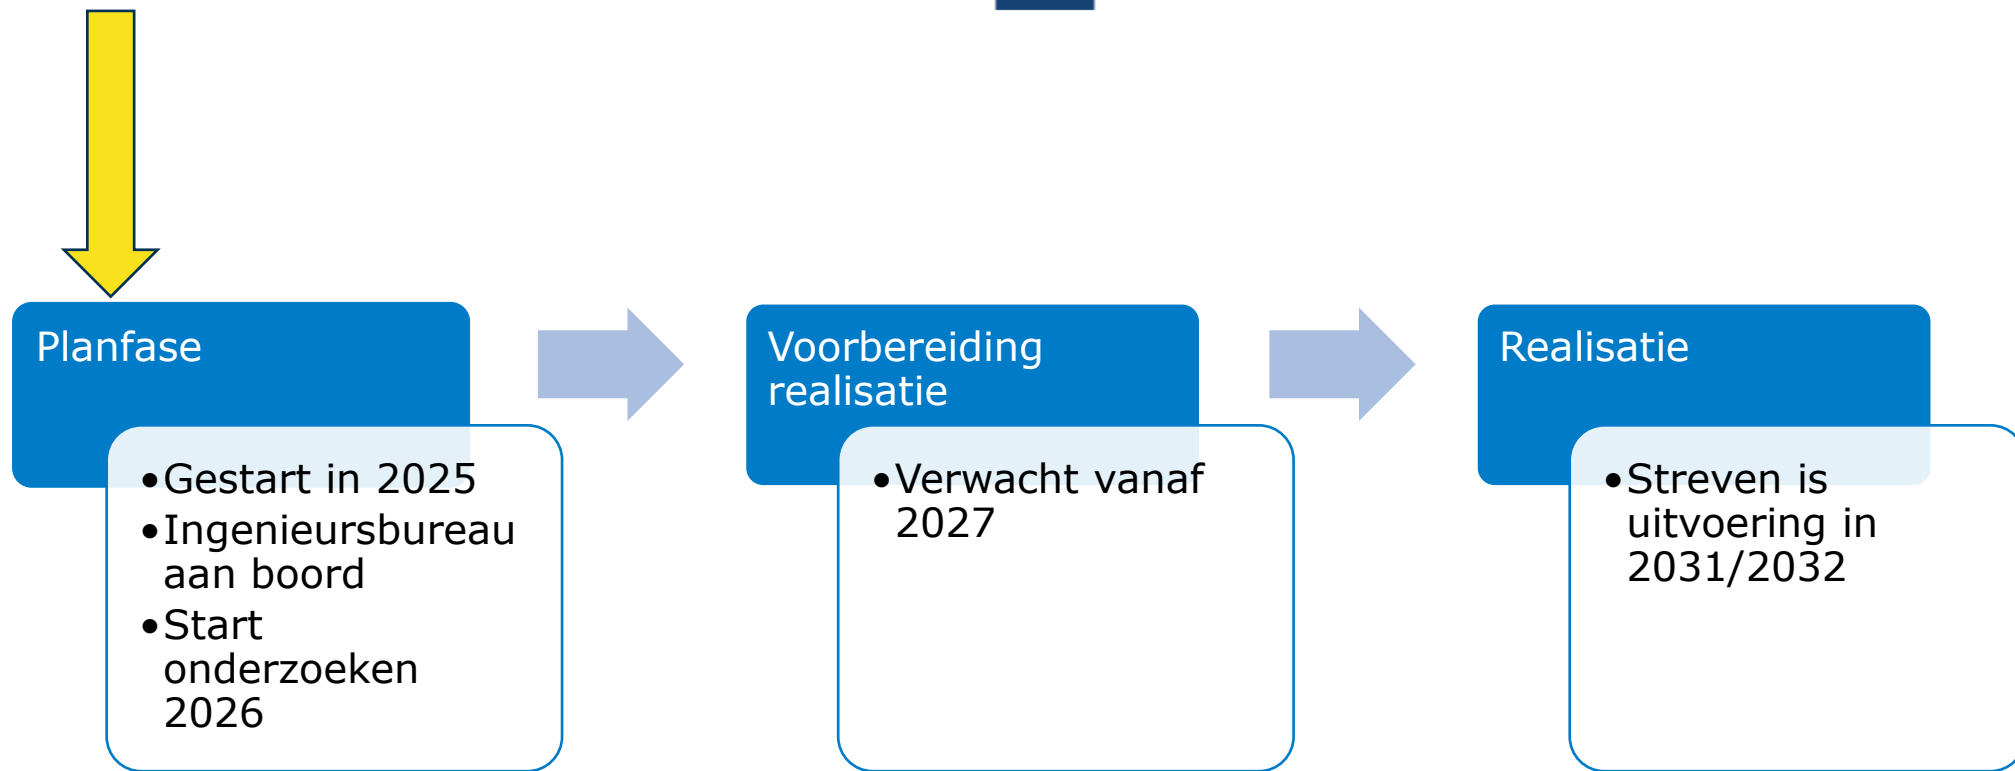 Planfase
•Gestart in 2025
•Ingenieursbureau
aan boord
•Start
onderzoeken
2026
Voorbereiding
realisatie
•Verwacht vanaf
2027
Realisatie
•Streven is
uitvoering in
2031/2032